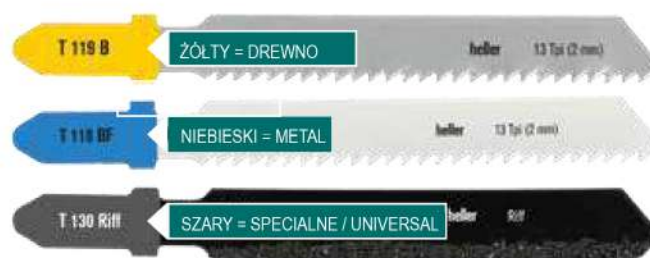 T 119 B ŻÓŁTY = DREWNO heller 13 Tpi (2 mm)
T 118 BF NIEBIESKI = METAL heller 13 Tpi (2 mm)
T 130 Riff SZARY = SPECIALNE / UNIVERSAL heller Riff